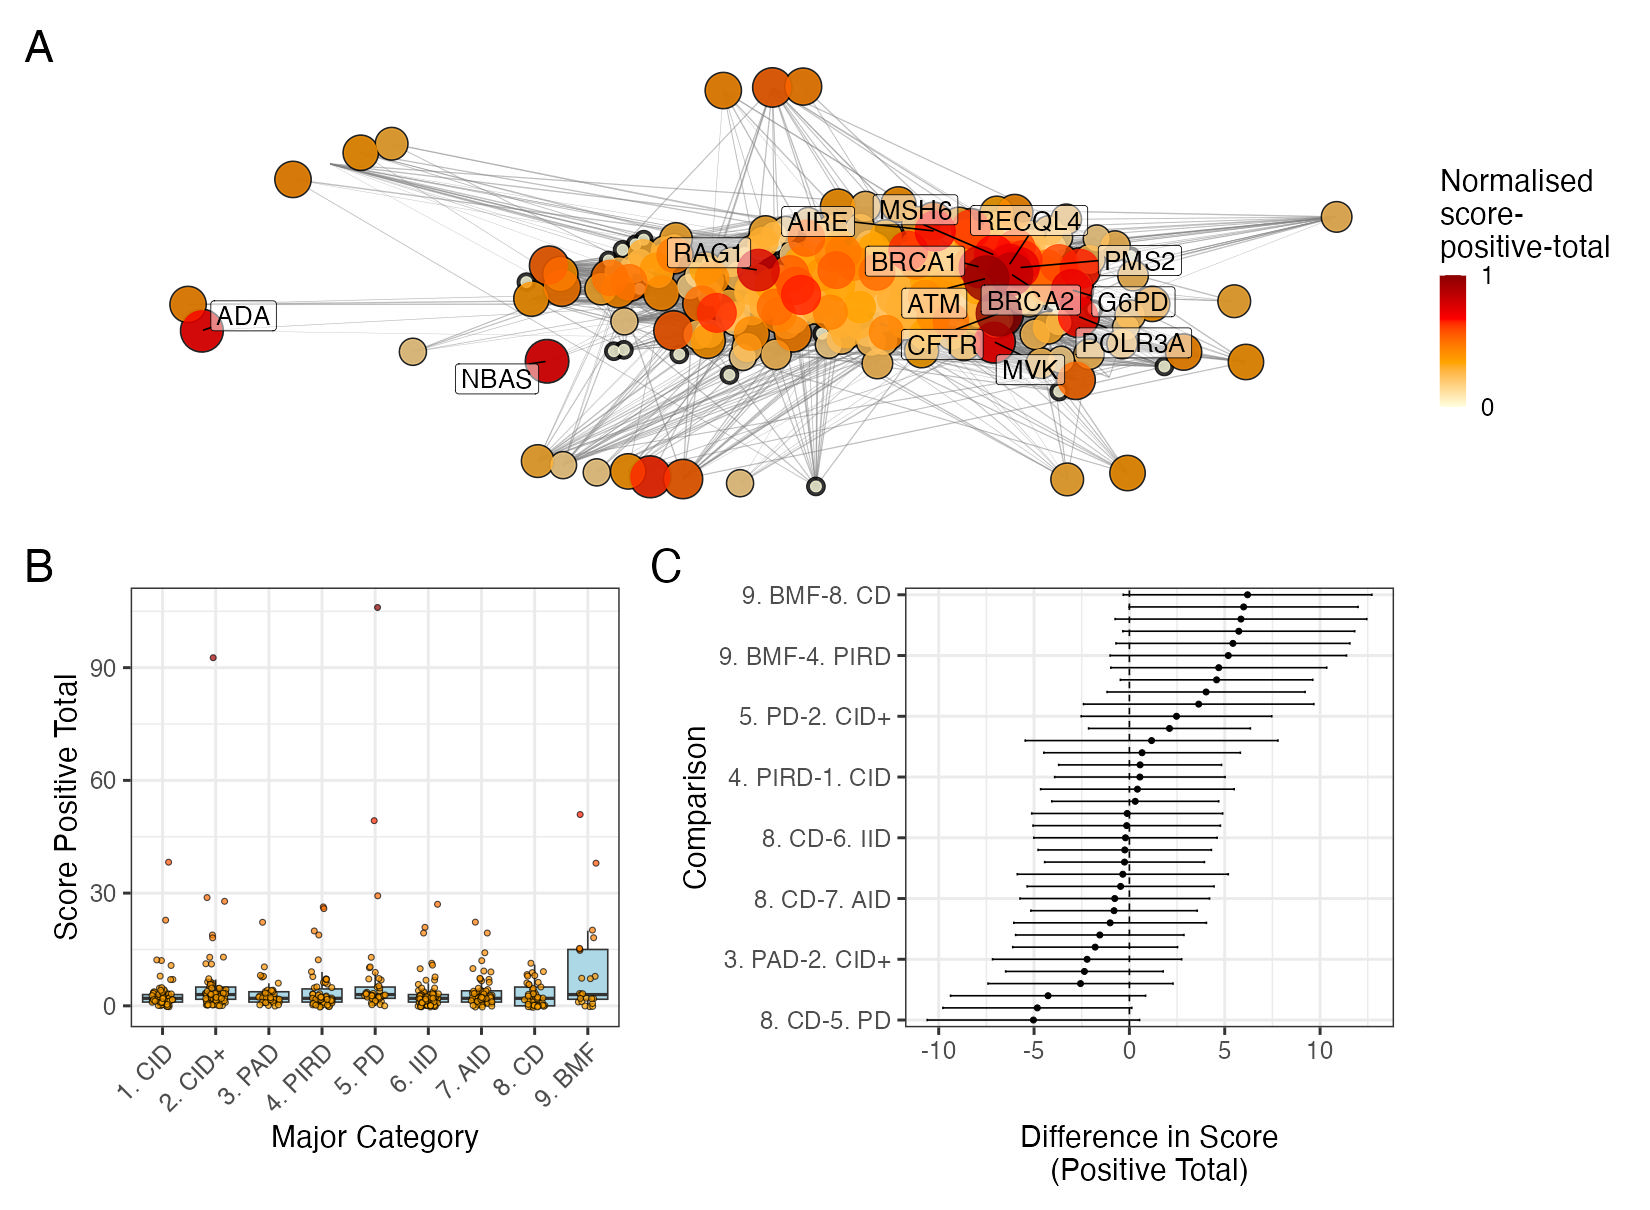 A
MSH6
AIRE
RECQL4
RAG1
BRCA1
PMS2
ATM
BRCA2
G6PD
ADA
CFTR
POLR3A
NBAS
MVK
Normalised
score-
positive-total
1
0
B
Score Positive Total
90
60
30
0
1. CID
2. CID+
3. PAD
4. PIRD
5. PD
6. IID
7. AID
8. CD
9. BMF
Major Category
C
Comparison
9. BMF-8. CD
9. BMF-4. PIRD
5. PD-2. CID+
4. PIRD-1. CID
8. CD-6. IID
8. CD-7. AID
3. PAD-2. CID+
8. CD-5. PD
-10
-5
0
5
10
Difference in Score
(Positive Total)